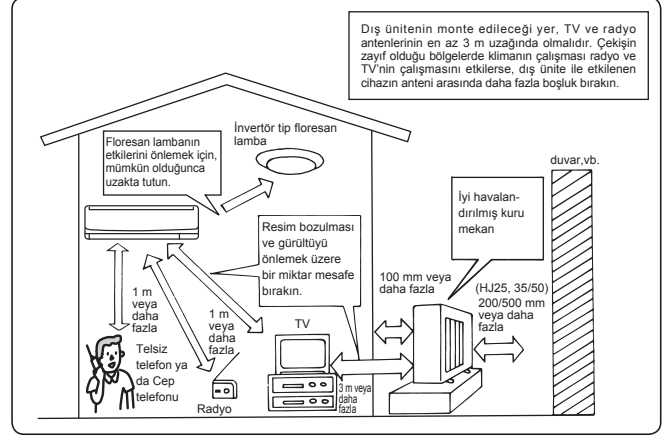 Dış ünitenin monte edileceği yer, TV ve radyo
antenlerinin en az 3 m uzağında olmalıdır. Çekişin
zayıf olduğu bölgelerde klimanın çalışması radyo ve
TV'nin çalışmasını etkilerse, dış ünite ile etkilenen
cihazın anteni arasında daha fazla boşluk bırakın.
İnvertör tip floresan
lamba
Floresan lambanın
etkilerini önlemek için,
mümkün olduğunca
uzakta tutun.
duvar,vb.
İyi havalan-
dırılmış kuru
mekan
Resim bozulması
ve gürültüyü
önlemek üzere
bir miktar mesafe
bırakın.
100 mm veya
daha fazla
(HJ25, 35/50)
200/500 mm
veya daha
fazla
1 m
veya
daha
fazla
1 m
veya
daha
fazla
TV
Telsiz
telefon ya
da Cep
telefonu
Radyo
3 m veya
daha
fazla